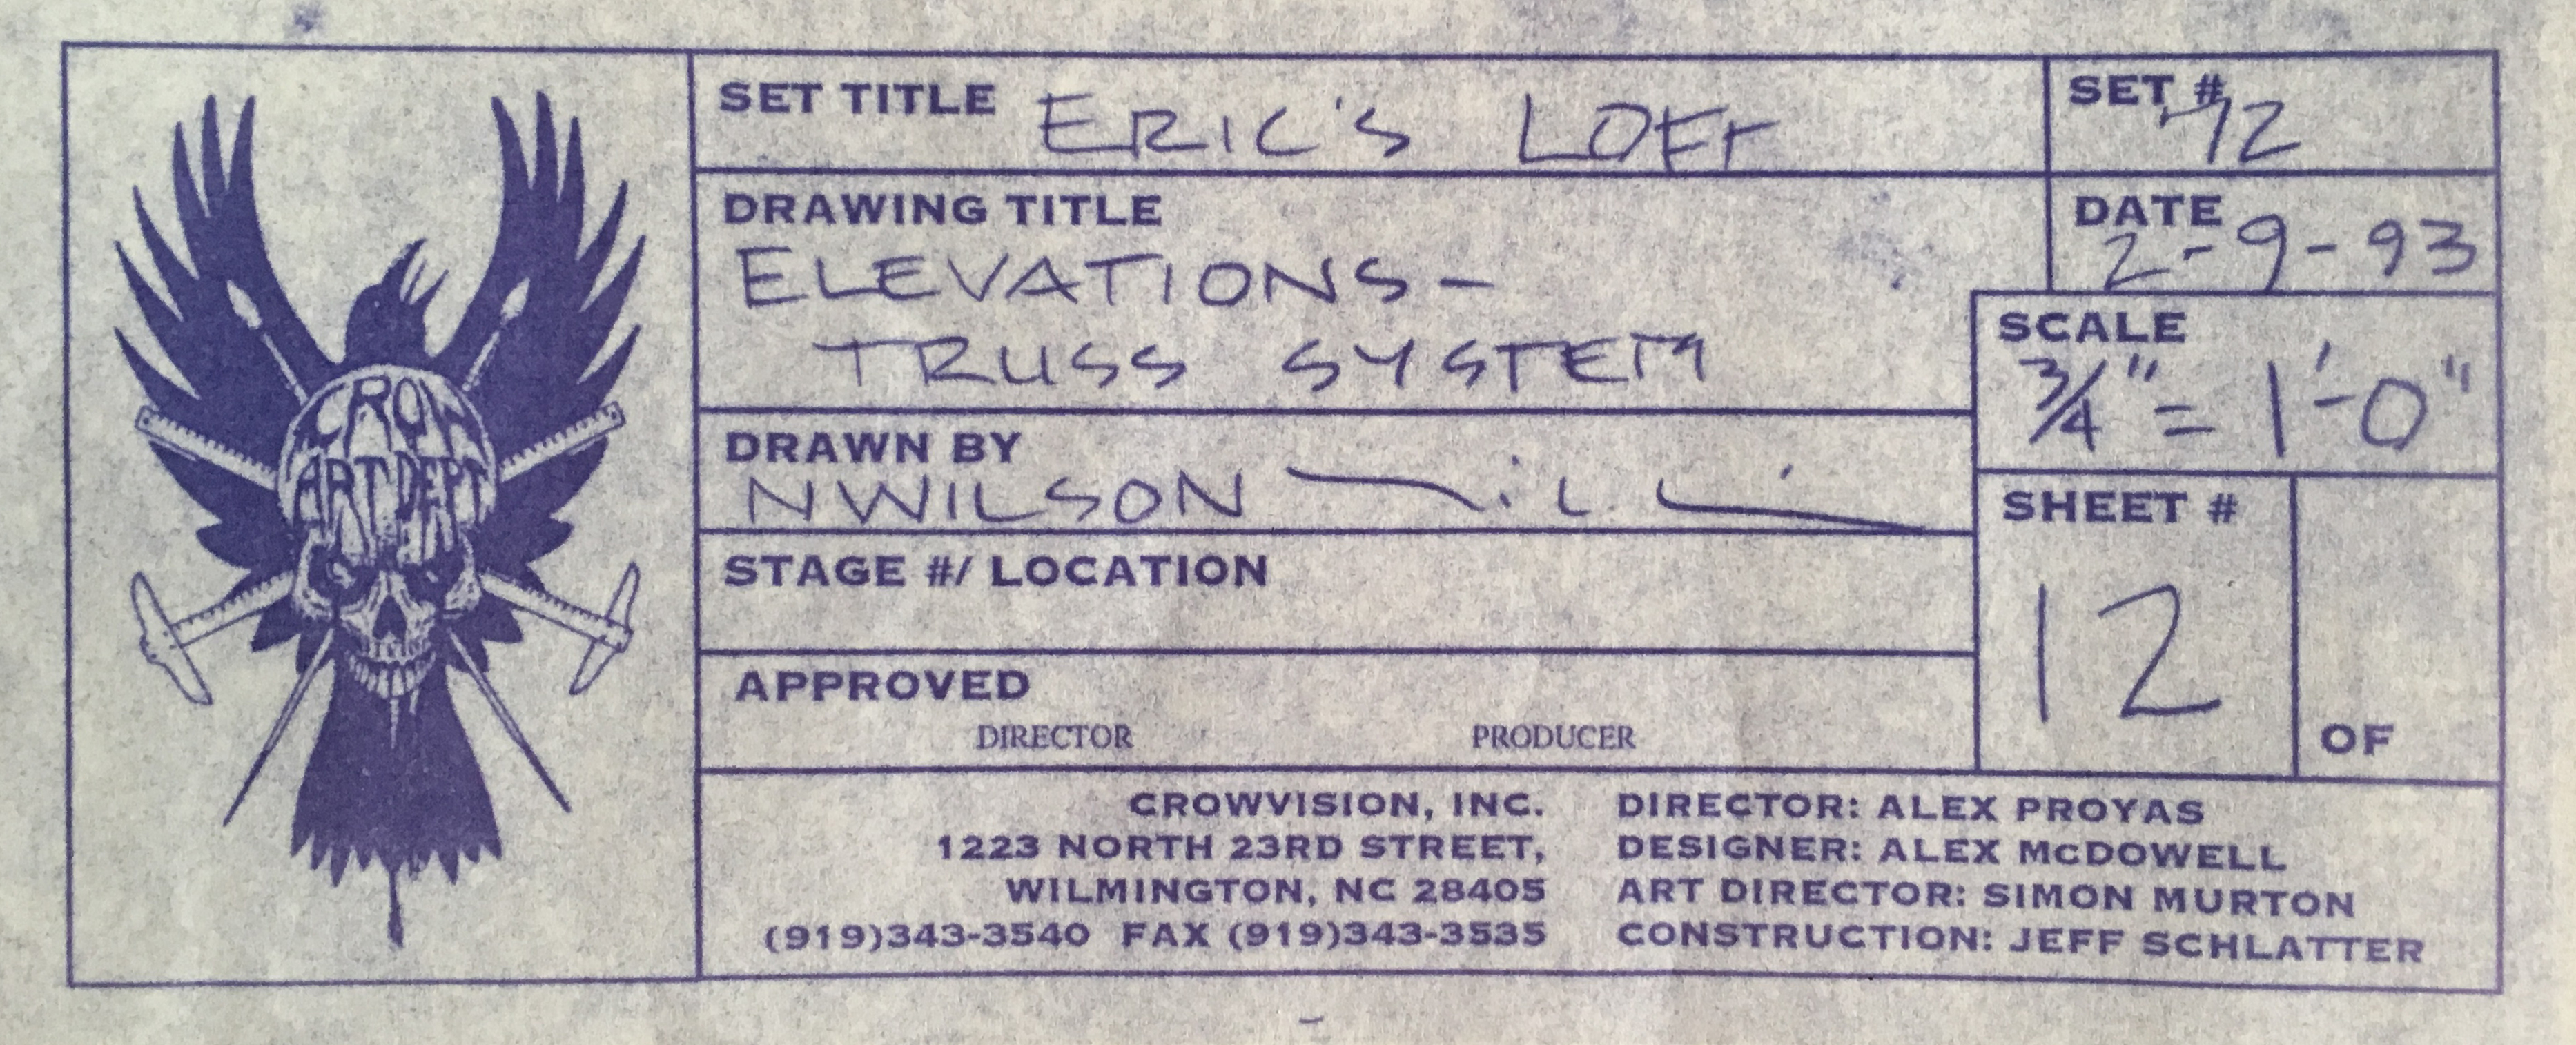 CROW
ART DEPT
SET TITLE ERIC'S LOFT
SET # 72
DRAWING TITLE
ELEVATIONS-
TRUSS SYSTEM
DATE
2-9-93
SCALE
3/4" = 1'-0"
DRAWN BY
NWILSON
SHEET #
12
OF
STAGE #/ LOCATION
APPROVED
DIRECTOR PRODUCER
CROWVISION, INC.
1223 NORTH 23RD STREET,
WILMINGTON, NC 28405
(919)343-3540 FAX (919)343-3535
DIRECTOR: ALEX PROYAS
DESIGNER: ALEX McDOWELL
ART DIRECTOR: SIMON MURTON
CONSTRUCTION: JEFF SCHLATTER